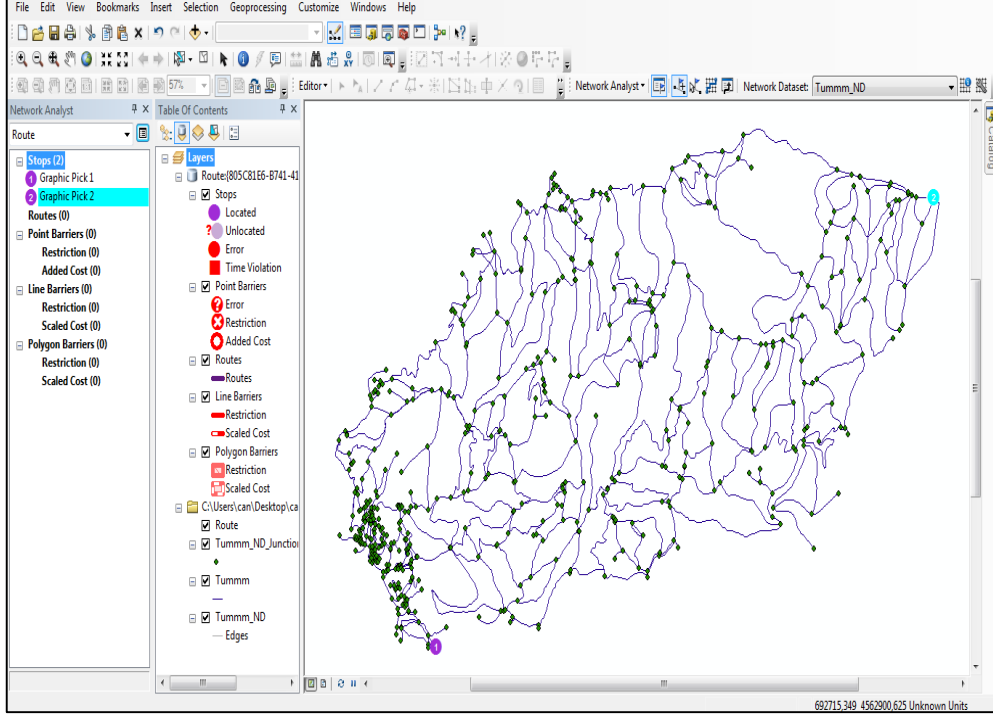 File Edit View Bookmarks Insert Selection Geoprocessing Customize Windows Help
57% Editor Network Analyst Network Dataset: Tummm_ND
Network Analyst
Route
Stops (2)
1 Graphic Pick 1
2 Graphic Pick 2
Routes (0)
Point Barriers (0)
Restriction (0)
Added Cost (0)
Line Barriers (0)
Restriction (0)
Scaled Cost (0)
Polygon Barriers (0)
Restriction (0)
Scaled Cost (0)
Table Of Contents
Layers
Route:{805C81E6-B741-41
Stops
Located
? Unlocated
Error
Time Violation
Point Barriers
? Error
Restriction
Added Cost
Routes
Routes
Line Barriers
Restriction
Scaled Cost
Polygon Barriers
Restriction
Scaled Cost
C:\Users\can\Desktop\ca
Route
Tummm_ND_Junction
Tummm
Tummm_ND
Edges
2
1
Catalog
692715,349 4562900,625 Unknown Units